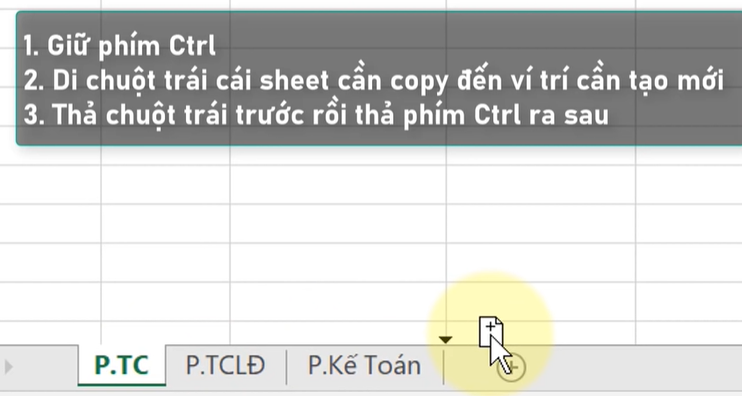 1. Giữ phím Ctrl
2. Di chuột trái cái sheet cần copy đến ví trí cần tạo mới
3. Thả chuột trái trước rồi thả phím Ctrl ra sau
P.TC P.TCLĐ P.Kế Toán